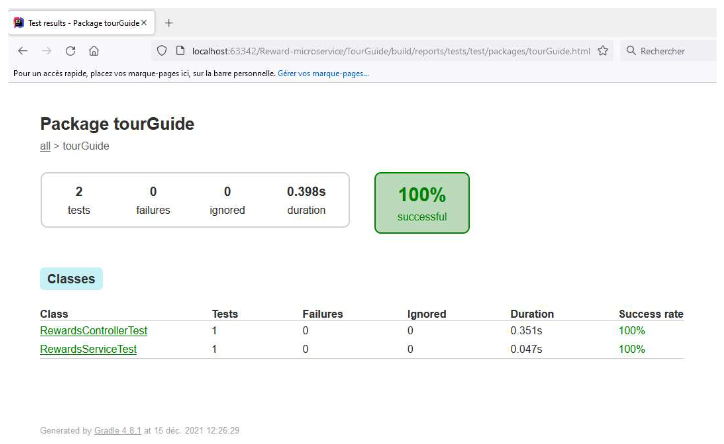 Test results - Package tourGuide
localhost:63342/Reward-microservice/TourGuide/build/reports/tests/test/packages/tourGuide.html
Rechercher
Pour un accès rapide, placez vos marque-pages ici, sur la barre personnelle. Gérer vos marque-pages...
Package tourGuide
all > tourGuide
2 0 0 0.398s
tests failures ignored duration
100%
successful
Classes
Class Tests Failures Ignored Duration Success rate
RewardsControllerTest 1 0 0 0.351s 100%
RewardsServiceTest 1 0 0 0.047s 100%
Generated by Gradle 4.8.1 at 15 déc. 2021 12:26:29